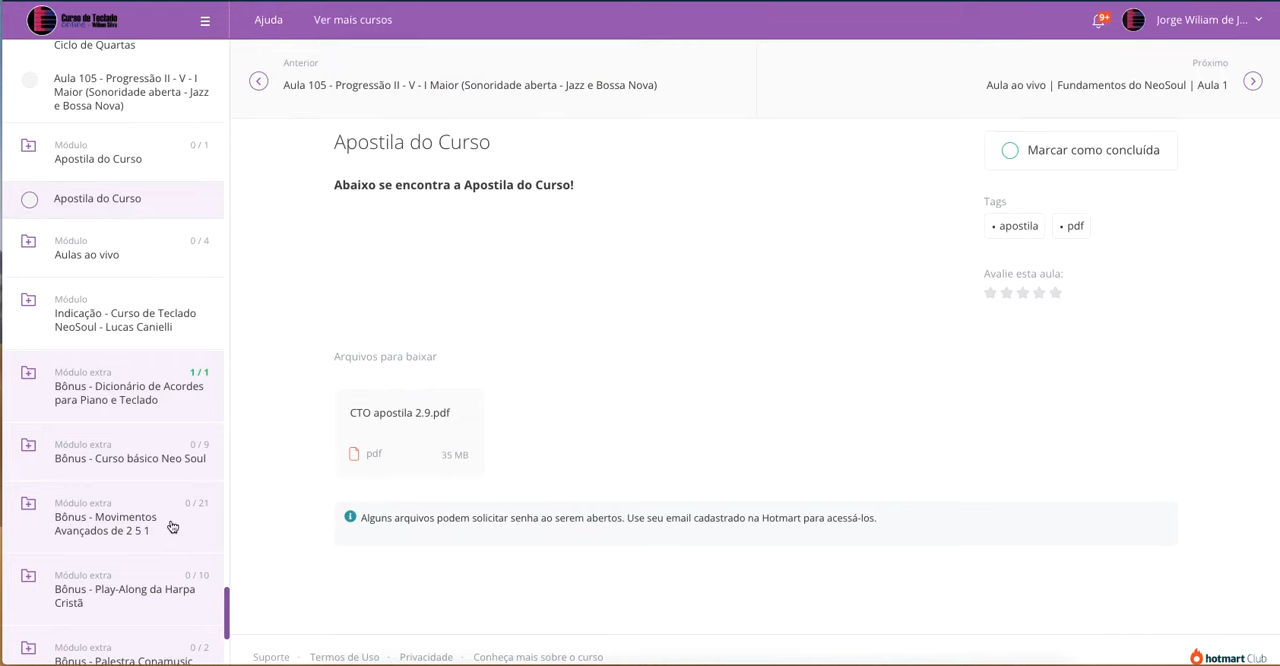 Curso de Teclado
ONLINE - William Silva
Ajuda
Ver mais cursos
9+
Jorge Wiliam de J...
Ciclo de Quartas
Aula 105 - Progressão II - V - I
Maior (Sonoridade aberta - Jazz
e Bossa Nova)
Módulo
0 / 1
Apostila do Curso
Apostila do Curso
Módulo
0 / 4
Aulas ao vivo
Módulo
Indicação - Curso de Teclado
NeoSoul - Lucas Canielli
Módulo extra
1 / 1
Bônus - Dicionário de Acordes
para Piano e Teclado
Módulo extra
0 / 9
Bônus - Curso básico Neo Soul
Módulo extra
0 / 21
Bônus - Movimentos
Avançados de 2 5 1
Módulo extra
0 / 10
Bônus - Play-Along da Harpa
Cristã
Módulo extra
0 / 2
Bônus - Palestra Conamusic
Anterior
Aula 105 - Progressão II - V - I Maior (Sonoridade aberta - Jazz e Bossa Nova)
Próximo
Aula ao vivo | Fundamentos do NeoSoul | Aula 1
Apostila do Curso
Abaixo se encontra a Apostila do Curso!
Marcar como concluída
Tags
• apostila
• pdf
Avalie esta aula:
Arquivos para baixar
CTO apostila 2.9.pdf
pdf
35 MB
Alguns arquivos podem solicitar senha ao serem abertos. Use seu email cadastrado na Hotmart para acessá-los.
Suporte · Termos de Uso · Privacidade · Conheça mais sobre o curso
hotmart Club